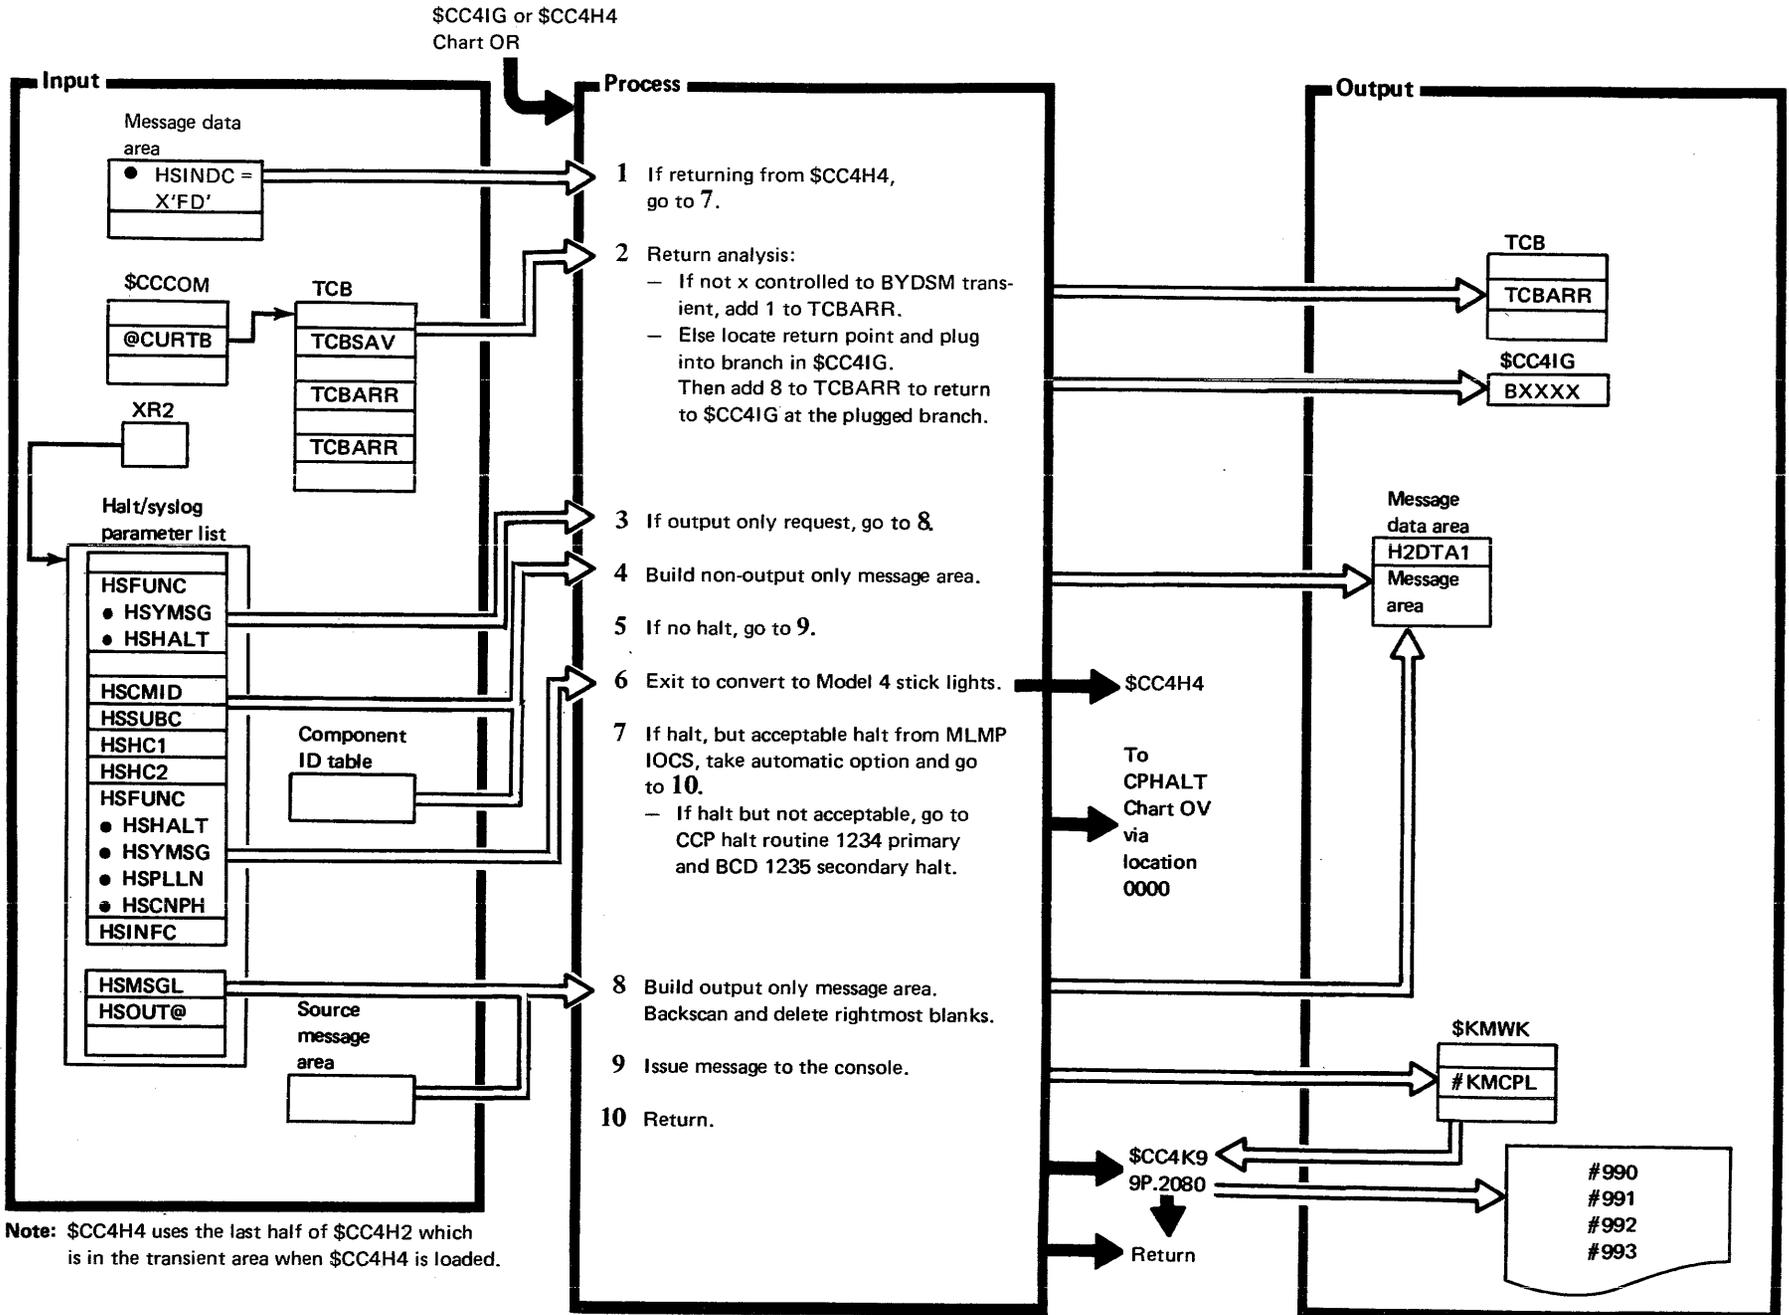 $CC4IG or $CC4H4
Chart OR
Input
Message data
area
● HSINDC =
X'FD'
$CCCOM
@CURTB
TCB
TCBSAV
TCBARR
TCBARR
XR2
Halt/syslog
parameter list
HSFUNC
● HSYMSG
● HSHALT
HSCMID
HSSUBC
HSHC1
HSHC2
HSFUNC
● HSHALT
● HSYMSG
● HSPLLN
● HSCNPH
HSINFC
HSMSGL
HSOUT@
Component
ID table
Source
message
area
Note: $CC4H4 uses the last half of $CC4H2 which
is in the transient area when $CC4H4 is loaded.
Process
1 If returning from $CC4H4,
go to 7.
2 Return analysis:
— If not x controlled to BYDSM trans-
ient, add 1 to TCBARR.
— Else locate return point and plug
into branch in $CC4IG.
Then add 8 to TCBARR to return
to $CC4IG at the plugged branch.
3 If output only request, go to 8.
4 Build non-output only message area.
5 If no halt, go to 9.
6 Exit to convert to Model 4 stick lights.
7 If halt, but acceptable halt from MLMP
IOCS, take automatic option and go
to 10.
— If halt but not acceptable, go to
CCP halt routine 1234 primary
and BCD 1235 secondary halt.
8 Build output only message area.
Backscan and delete rightmost blanks.
9 Issue message to the console.
10 Return.
$CC4H4
To
CPHALT
Chart OV
via
location
0000
$CC4K9
9P.2080
Return
Output
TCB
TCBARR
$CC4IG
BXXXX
Message
data area
H2DTA1
Message
area
$KMWK
#KMCPL
#990
#991
#992
#993